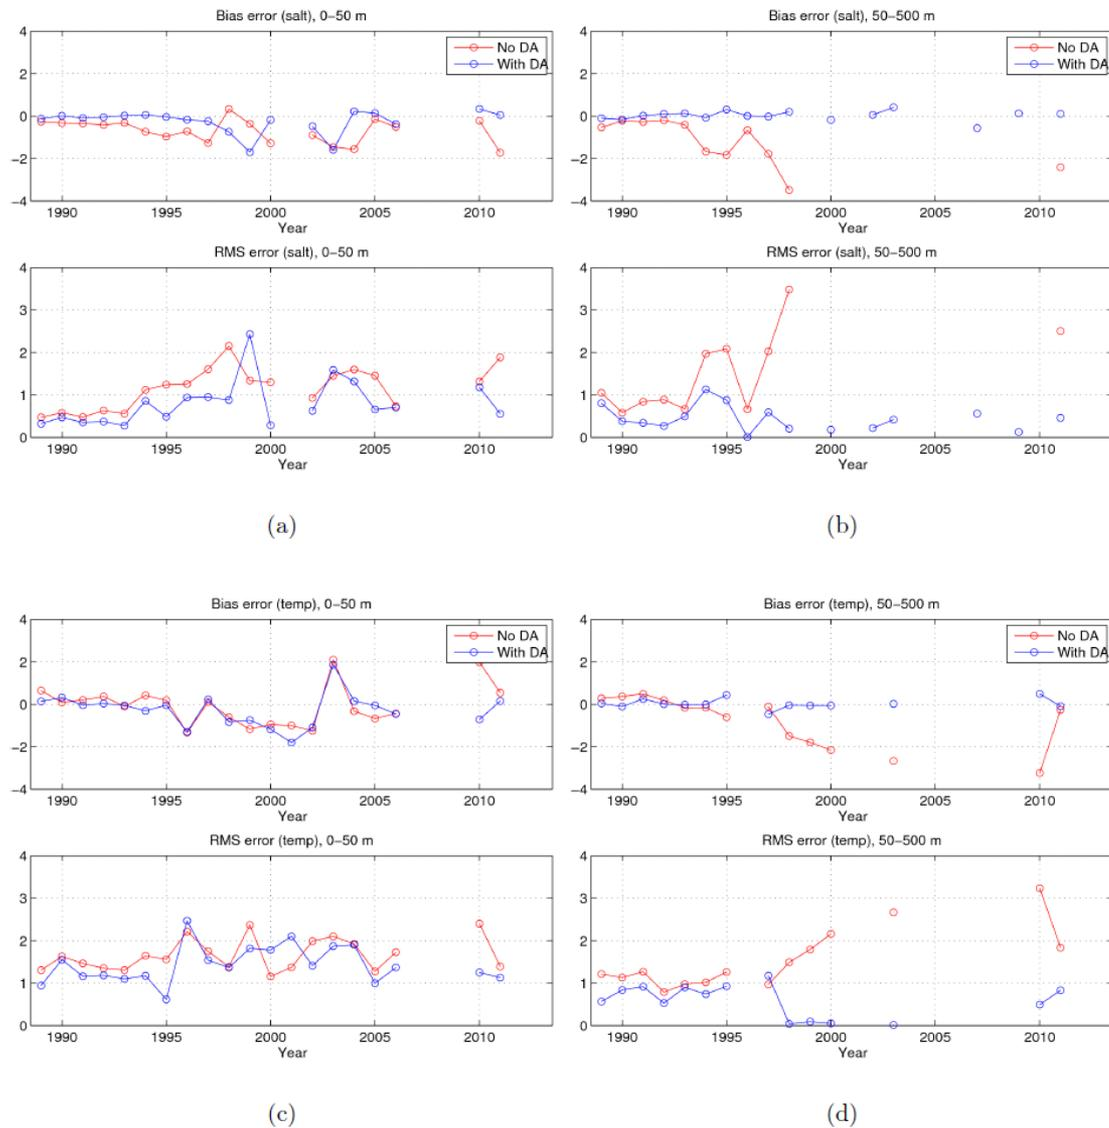 Bias error (salt), 0−50 m
4
2
0
−2
−4
No DA
With DA
1990
1995
2000
2005
2010
Year
RMS error (salt), 0−50 m
4
3
2
1
0
1990
1995
2000
2005
2010
Year
(a)
Bias error (salt), 50−500 m
4
2
0
−2
−4
No DA
With DA
1990
1995
2000
2005
2010
Year
RMS error (salt), 50−500 m
4
3
2
1
0
1990
1995
2000
2005
2010
Year
(b)
Bias error (temp), 0−50 m
4
2
0
−2
−4
No DA
With DA
1990
1995
2000
2005
2010
Year
RMS error (temp), 0−50 m
4
3
2
1
0
1990
1995
2000
2005
2010
Year
(c)
Bias error (temp), 50−500 m
4
2
0
−2
−4
No DA
With DA
1990
1995
2000
2005
2010
Year
RMS error (temp), 50−500 m
4
3
2
1
0
1990
1995
2000
2005
2010
Year
(d)